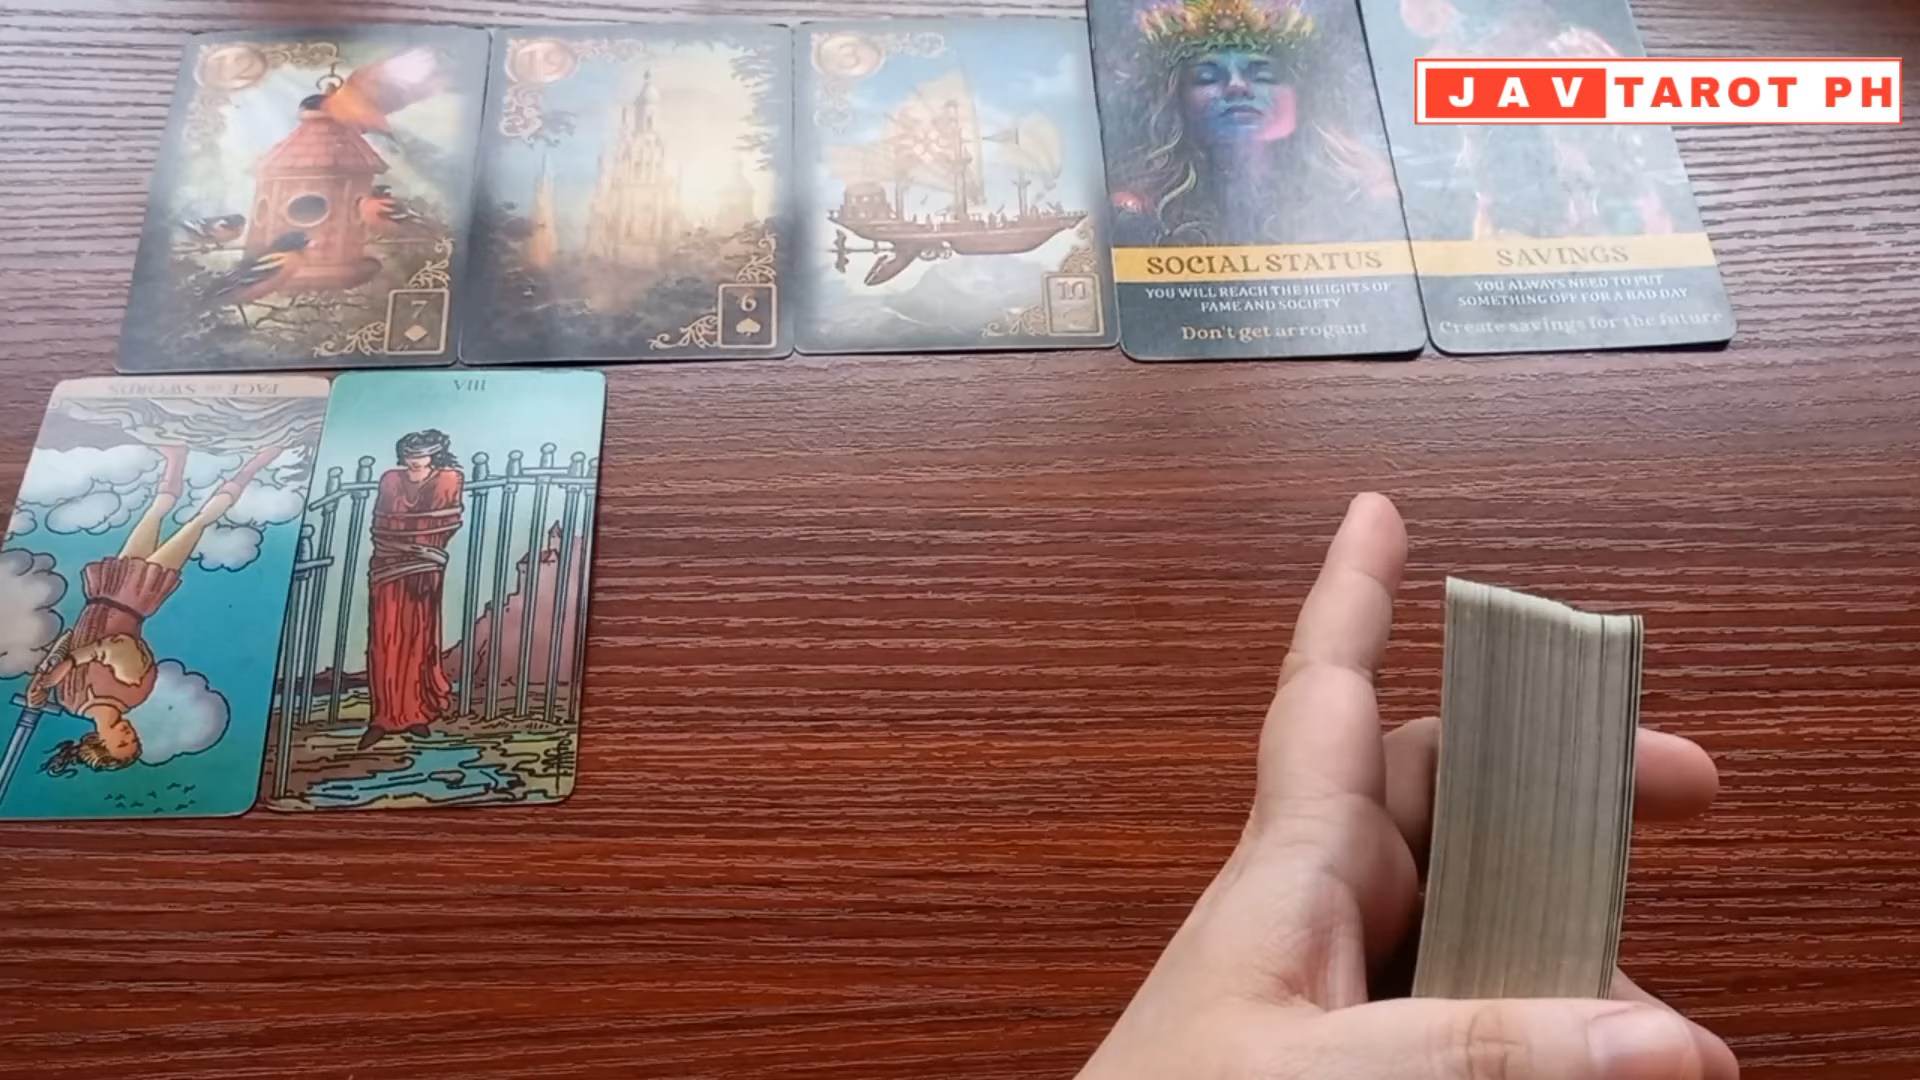 JAV TAROT PH
12
7
19
6
3
10
SOCIAL STATUS
YOU WILL REACH THE HEIGHTS OF
FAME AND SOCIETY
Don't get arrogant
SAVINGS
YOU ALWAYS NEED TO PUT
SOMETHING OFF FOR A BAD DAY
Create savings for the future
PAGE OF SWORDS
VIII